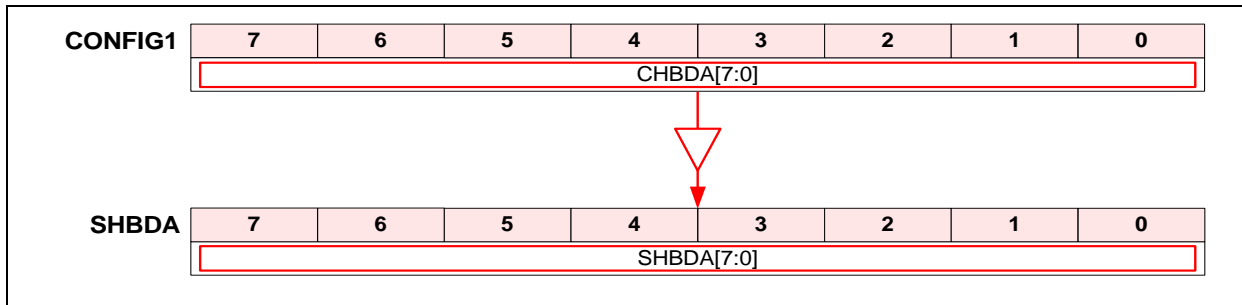 CONFIG1 7 6 5 4 3 2 1 0
CHBDA[7:0]
SHBDA 7 6 5 4 3 2 1 0
SHBDA[7:0]